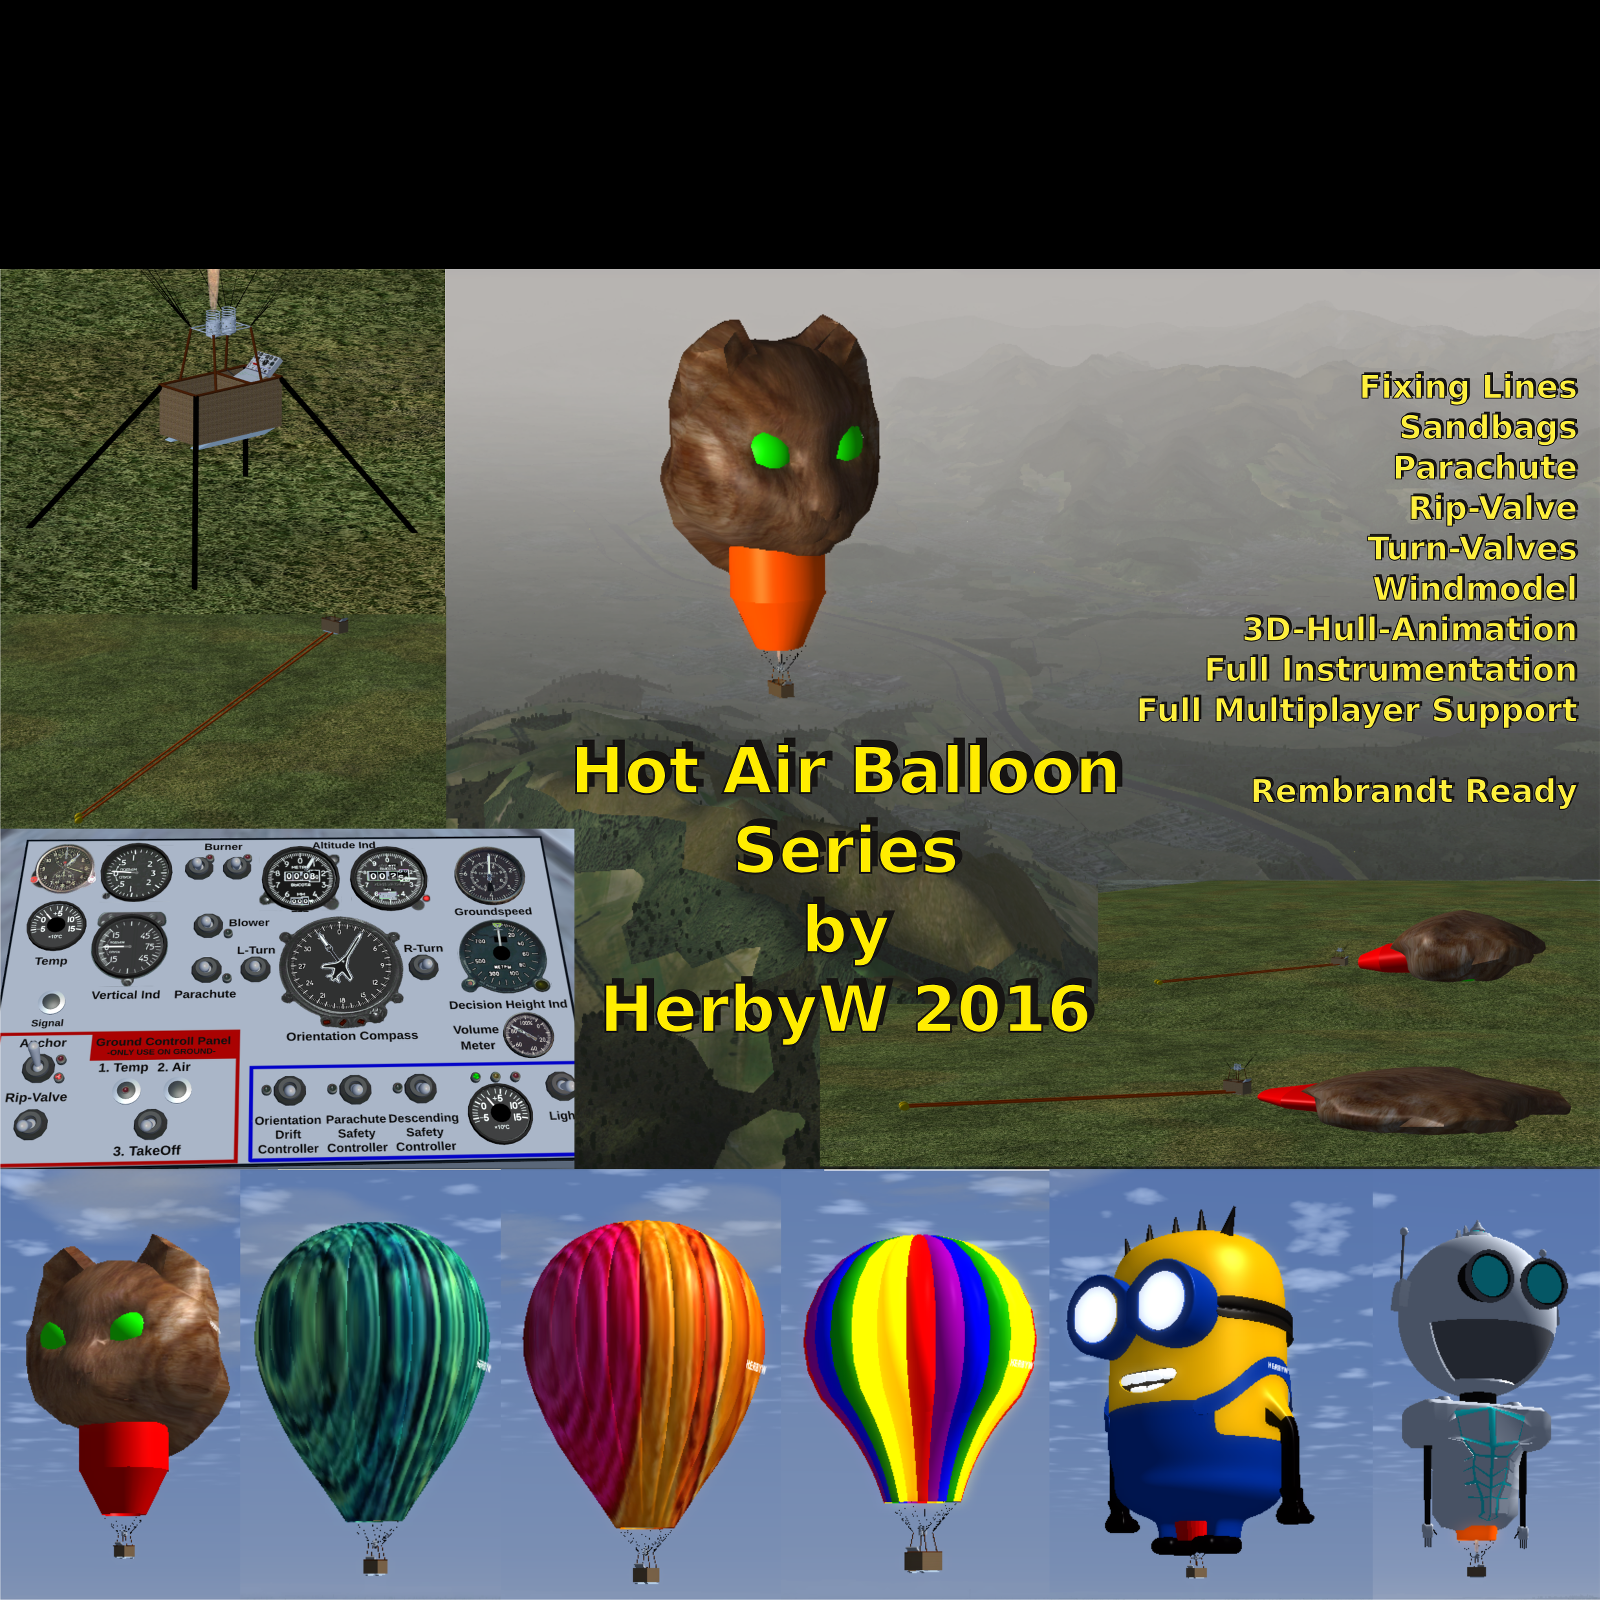 Fixing Lines
Sandbags
Parachute
Rip-Valve
Turn-Valves
Windmodel
3D-Hull-Animation
Full Instrumentation
Full Multiplayer Support
Rembrandt Ready
Hot Air Balloon
Series
by
HerbyW 2016
Burner
Altitude Ind
Groundspeed
Blower
L-Turn
R-Turn
Temp
Vertical Ind
Parachute
Decision Height Ind
Signal
Orientation Compass
Volume
Meter
Anchor
Ground Controll Panel
-ONLY USE ON GROUND-
1. Temp
2. Air
Rip-Valve
3. TakeOff
Orientation
Drift
Controller
Parachute
Safety
Controller
Descending
Safety
Controller
Ligh
HERBYW